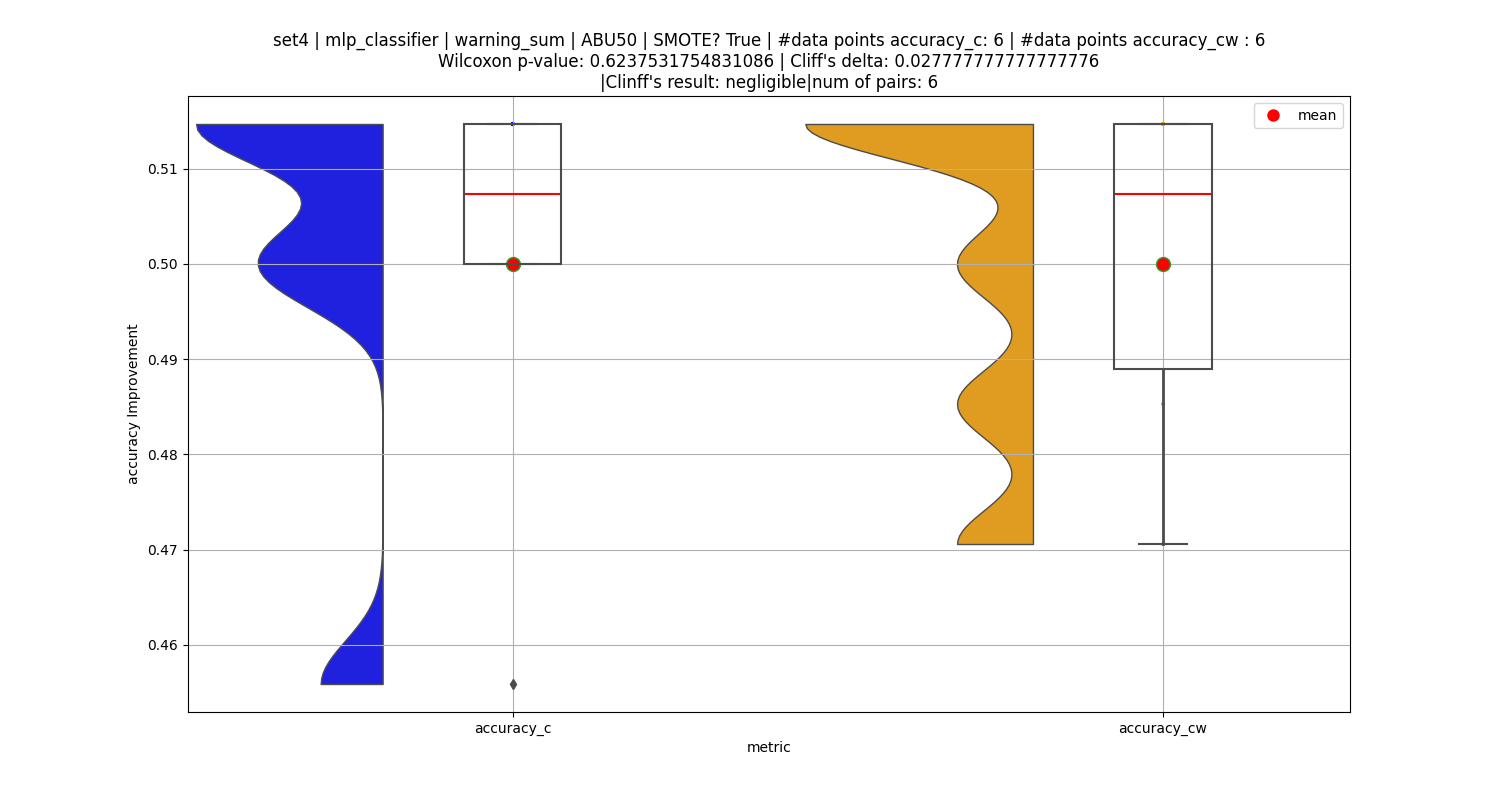 set4 | mlp_classifier | warning_sum | ABU50 | SMOTE? True | #data points accuracy_c: 6 | #data points accuracy_cw : 6
Wilcoxon p-value: 0.6237531754831086 | Cliff's delta: 0.027777777777777776
|Clinff's result: negligible|num of pairs: 6
mean
0.51
0.50
0.49
0.48
0.47
0.46
accuracy Improvement
accuracy_c
accuracy_cw
metric